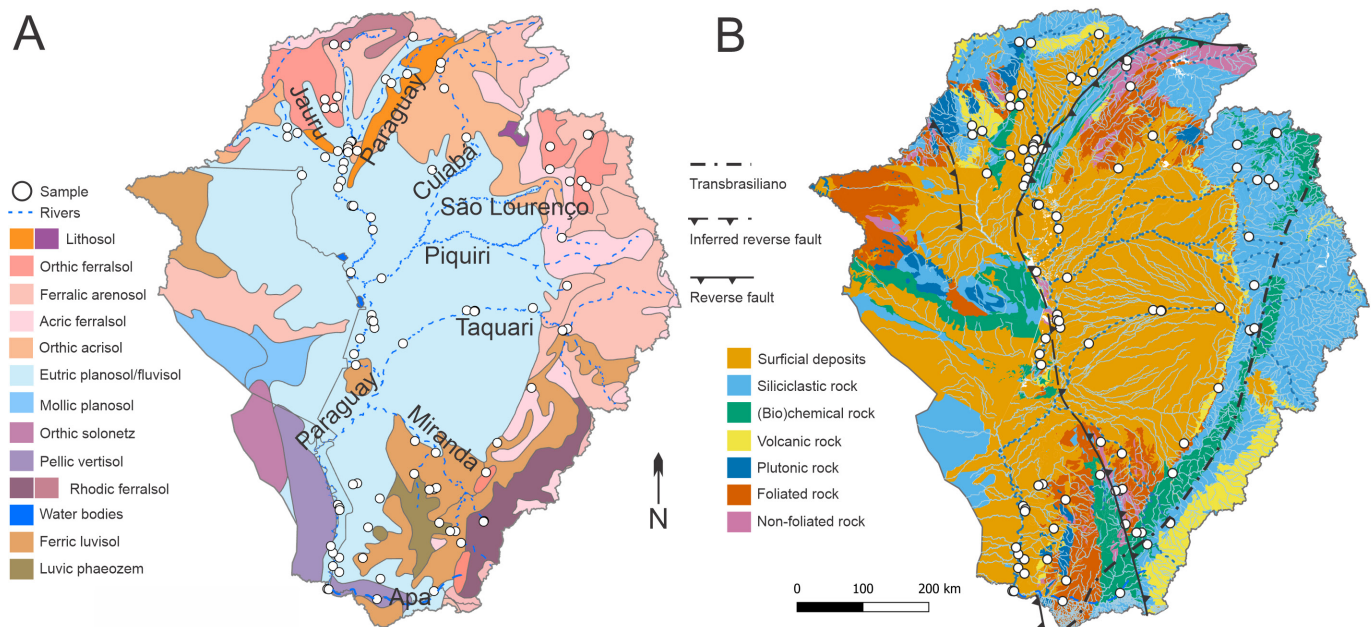 A
Jauru
Paraguay
Cuiabá
São Lourenço
Piquiri
Taquari
Paraguay
Miranda
Apa
Sample
Rivers
Lithosol
Orthic ferralsol
Ferralic arenosol
Acric ferralsol
Orthic acrisol
Eutric planosol/fluvisol
Mollic planosol
Orthic solonetz
Pellic vertisol
Rhodic ferralsol
Water bodies
Ferric luvisol
Luvic phaeozem
N
B
Transbrasiliano
Inferred reverse fault
Reverse fault
Surficial deposits
Siliciclastic rock
(Bio)chemical rock
Volcanic rock
Plutonic rock
Foliated rock
Non-foliated rock
0 100 200 km